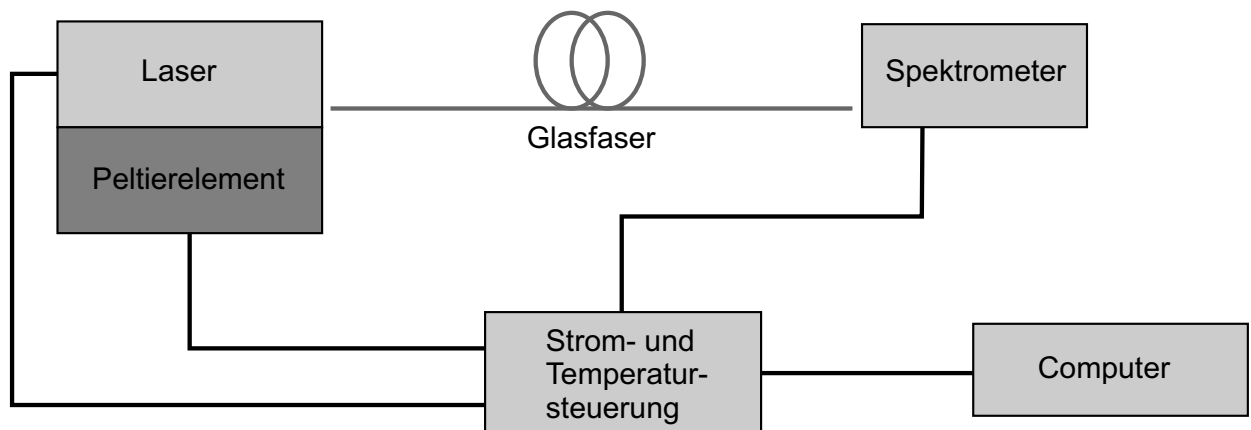 Laser
Spektrometer
Glasfaser
Peltierelement
Strom- und
Temperatur-
steuerung
Computer